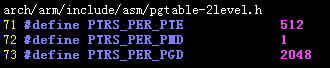 arch/arm/include/asm/pgtable-2level.h
71 #define PTRS_PER_PTE 512
72 #define PTRS_PER_PMD 1
73 #define PTRS_PER_PGD 2048